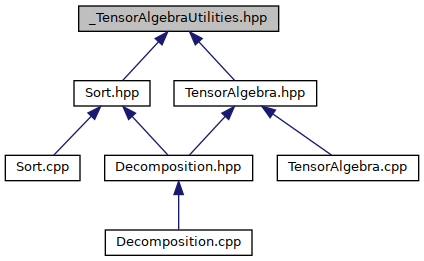 _TensorAlgebraUtilities.hpp
Sort.hpp
TensorAlgebra.hpp
Sort.cpp
Decomposition.hpp
TensorAlgebra.cpp
Decomposition.cpp